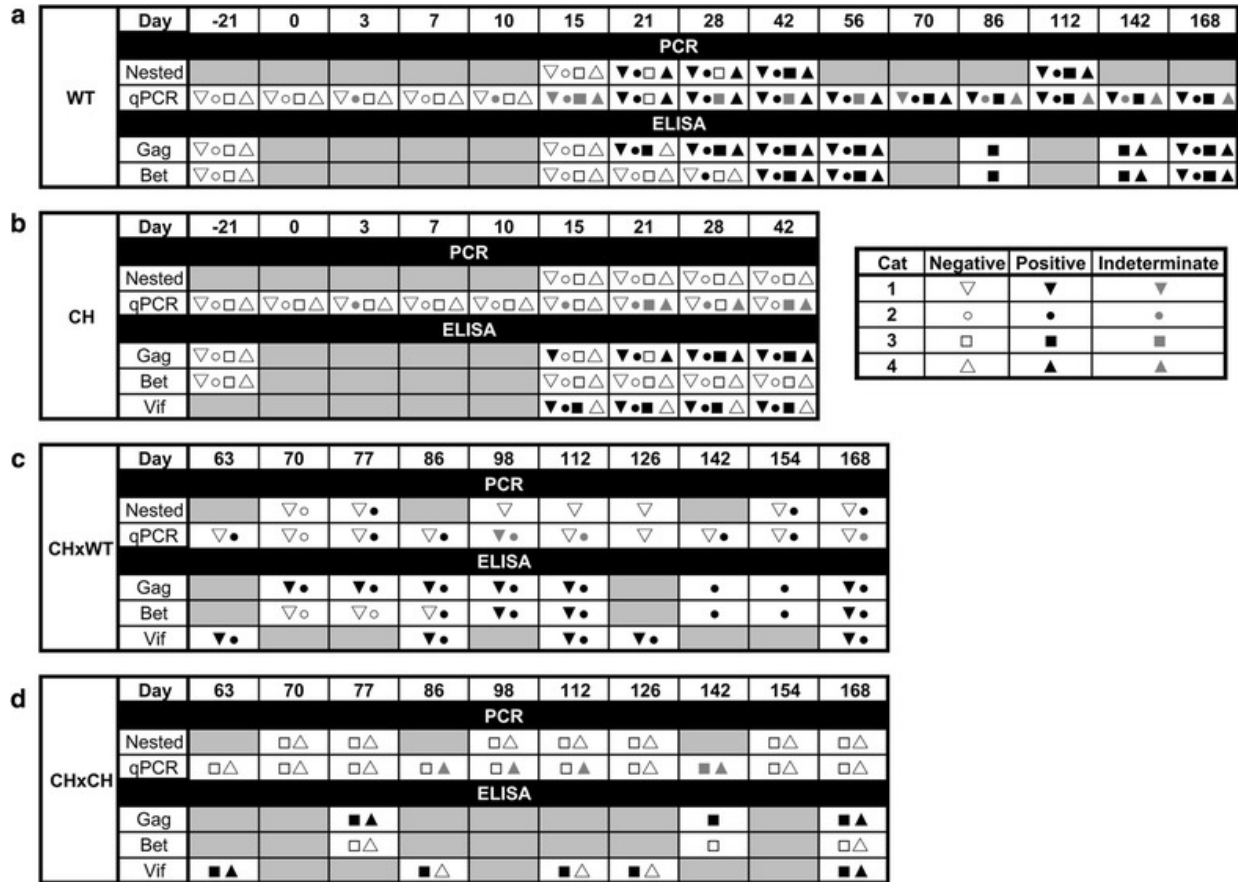 a
Day -21 0 3 7 10 15 21 28 42 56 70 86 112 142 168
PCR
WT
Nested ▽○□△ ▼●□▲ ▼●□▲ ▼●■▲ ▼●■▲
qPCR ▽○□△ ▽○□△ ▽●□△ ▽○□△ ▽●□△ ▼●■▲ ▼●□▲ ▼●■▲ ▼●■▲ ▼●■▲ ▼●■▲ ▼●■▲ ▼●■▲ ▼●■▲ ▼●■▲
ELISA
Gag ▽○□△ ▽○□△ ▼●■△ ▼●■▲ ▼●■▲ ▼●■▲ ■ ■▲ ▼●■▲
Bet ▽○□△ ▽○□△ ▽○□△ ▽●□△ ▼●■▲ ▼●■▲ ■ ■▲ ▼●■▲
b
Day -21 0 3 7 10 15 21 28 42
PCR
CH
Nested ▽○□△ ▽○□△ ▽○□△ ▽○□△
qPCR ▽○□△ ▽○□△ ▽●□△ ▽○□△ ▽○□△ ▽●□△ ▽●■▲ ▽●□▲ ▽○■▲
ELISA
Gag ▽○□△ ▼○□△ ▼●□▲ ▼●■▲ ▼●■▲
Bet ▽○□△ ▽○□△ ▽○□△ ▽○□△ ▽○□△
Vif ▼●■△ ▼●■△ ▼●■△ ▼●■△
Cat Negative Positive Indeterminate
1 ▽ ▼ ▼
2 ○ ● ●
3 □ ■ ■
4 △ ▲ ▲
c
Day 63 70 77 86 98 112 126 142 154 168
PCR
CHxWT
Nested ▽○ ▽● ▽ ▽ ▽ ▽● ▽●
qPCR ▽● ▽○ ▽● ▽● ▼● ▽● ▽ ▽● ▽● ▽●
ELISA
Gag ▼● ▼● ▼● ▼● ▼● ● ● ▼●
Bet ▽○ ▽○ ▽● ▼● ▼● ● ● ▼●
Vif ▼● ▼● ▼● ▼● ▼●
d
Day 63 70 77 86 98 112 126 142 154 168
PCR
CHxCH
Nested □△ □△ □△ □△ □△ □△ □△
qPCR □△ □△ □△ □▲ □▲ □▲ □△ ■▲ □△ □△
ELISA
Gag ■▲ ■ ■▲
Bet □△ □ □△
Vif ■▲ ■△ ■△ ■△ ■▲